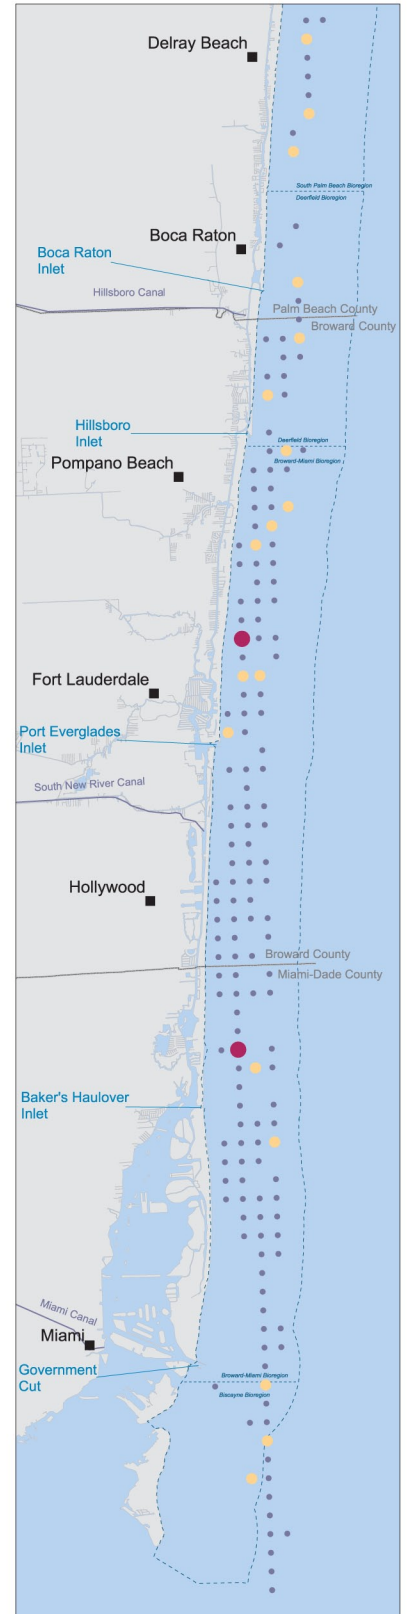 Delray Beach
South Palm Beach Bioregion
Deerfield Bioregion
Boca Raton
Boca Raton
Inlet
Hillsboro Canal
Palm Beach County
Broward County
Hillsboro
Inlet
Deerfield Bioregion
Broward-Miami Bioregion
Pompano Beach
Fort Lauderdale
Port Everglades
Inlet
South New River Canal
Hollywood
Broward County
Miami-Dade County
Baker's Haulover
Inlet
Miami Canal
Miami
Government
Cut
Broward-Miami Bioregion
Biscayne Bioregion